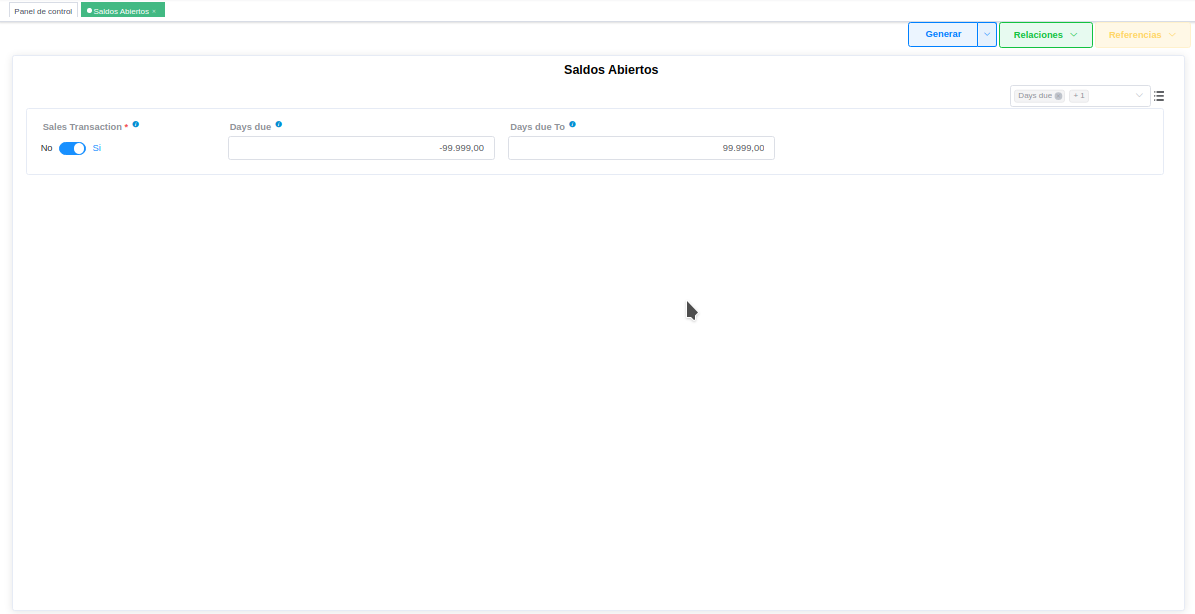 Panel de control
Saldos Abiertos ×
Generar
Relaciones
Referencias
Saldos Abiertos
Days due
+ 1
Sales Transaction *
Days due
Days due To
No
Si
-99.999,00
99.999,00